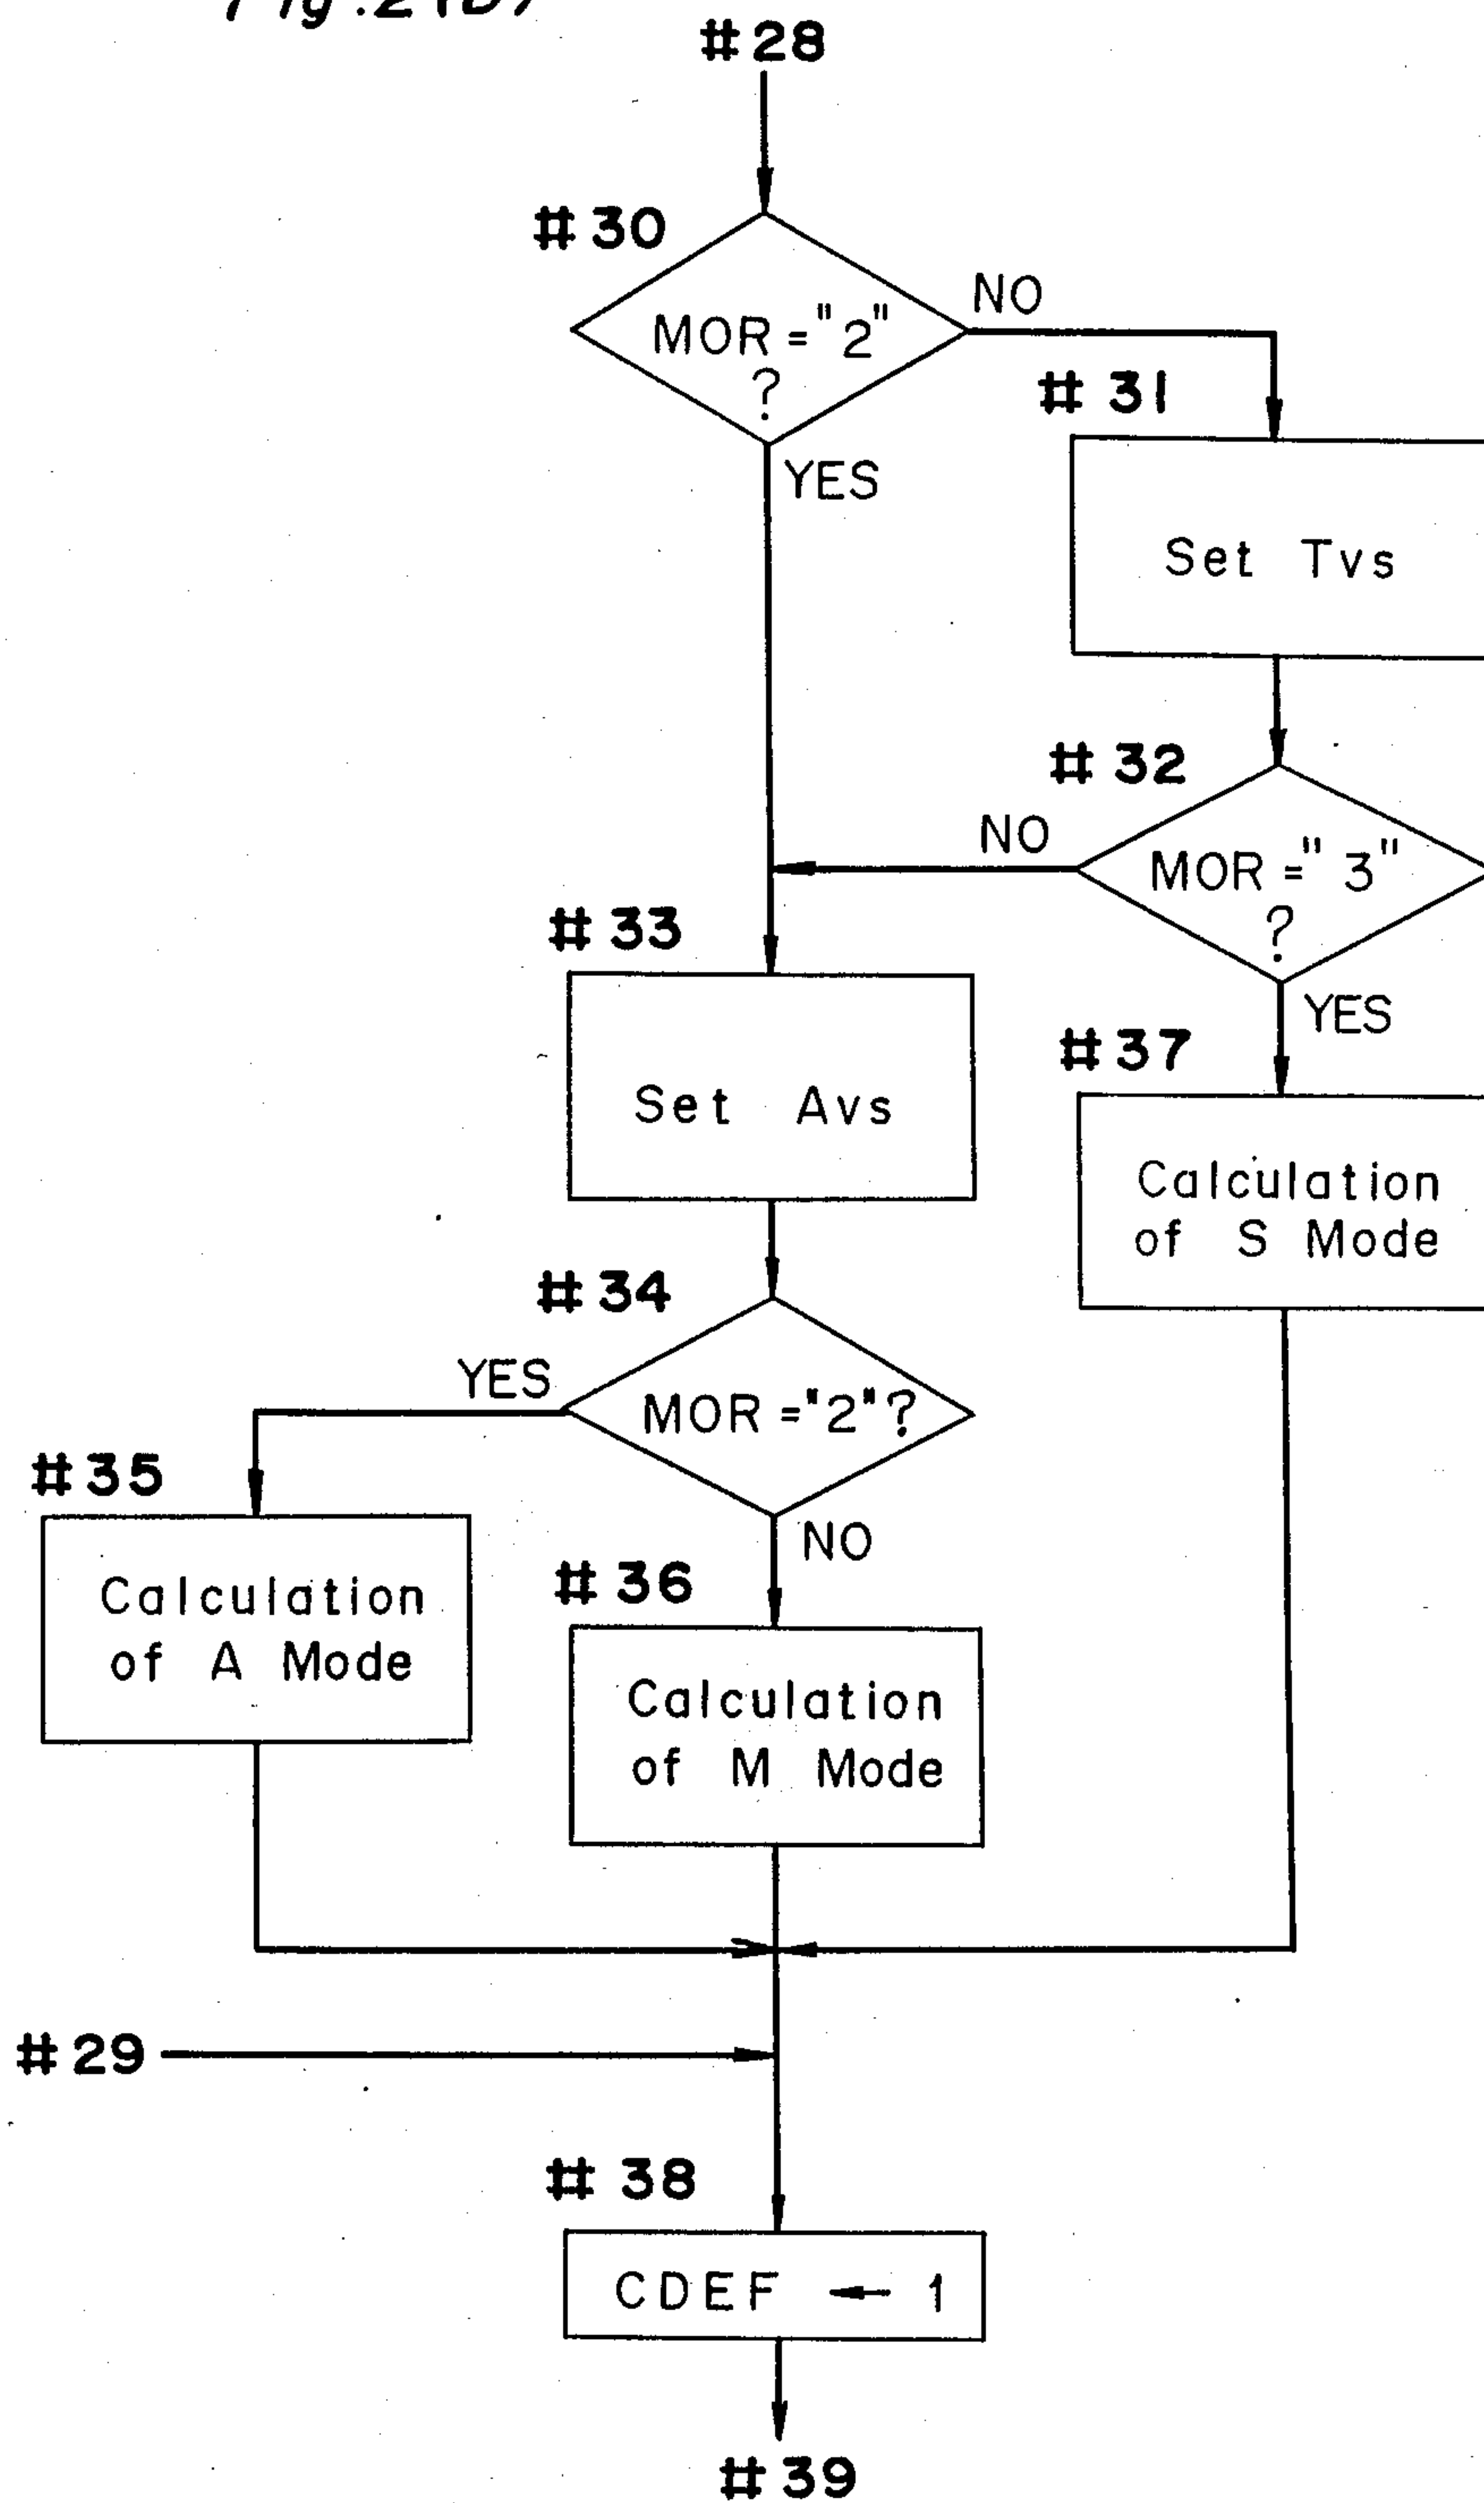 #28
#30
MOR="2"
?
NO
YES
#31
Set Tvs
#32
MOR="3"
?
NO
YES
#33
Set Avs
#37
Calculation
of S Mode
#34
MOR="2"?
YES
NO
#35
Calculation
of A Mode
#36
Calculation
of M Mode
#29
#38
CDEF ← 1
#39